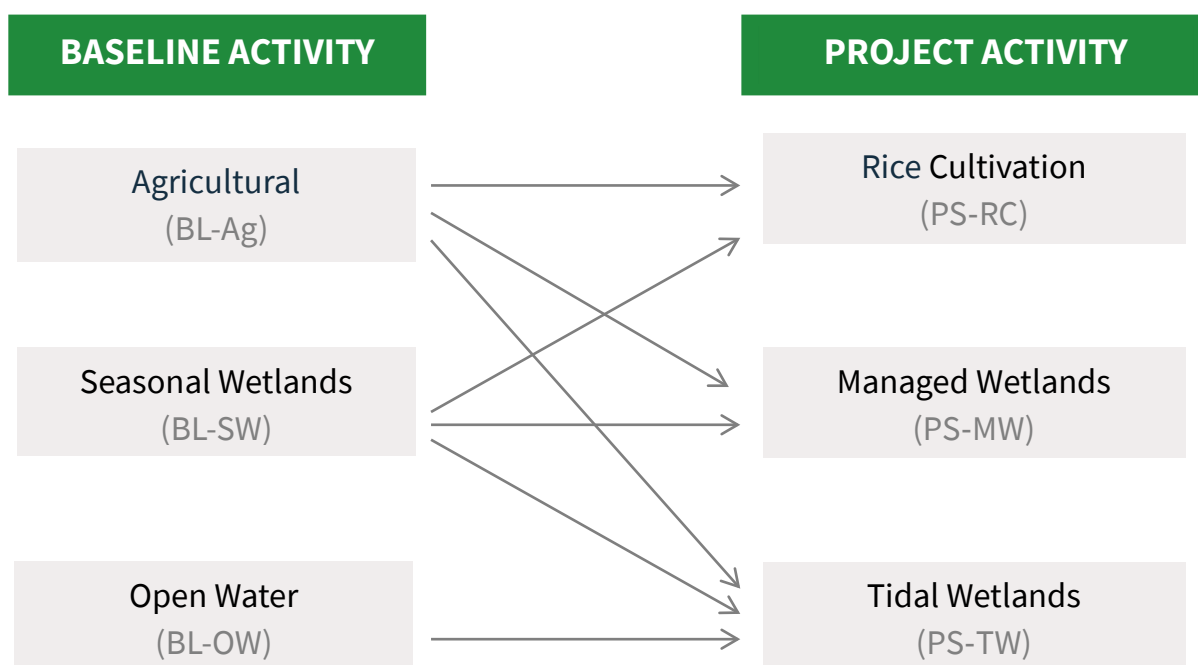 BASELINE ACTIVITY
PROJECT ACTIVITY
Agricultural
(BL-Ag)
Rice Cultivation
(PS-RC)
Seasonal Wetlands
(BL-SW)
Managed Wetlands
(PS-MW)
Open Water
(BL-OW)
Tidal Wetlands
(PS-TW)